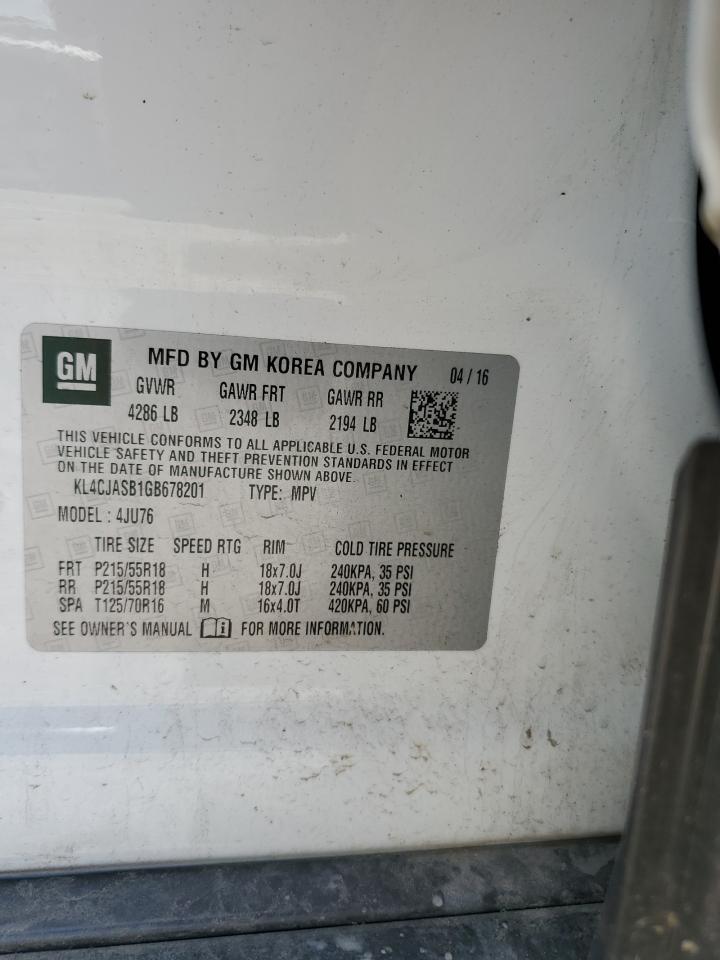 GM
MFD BY GM KOREA COMPANY 04 / 16
GVWR GAWR FRT GAWR RR
4286 LB 2348 LB 2194 LB
THIS VEHICLE CONFORMS TO ALL APPLICABLE U.S. FEDERAL MOTOR
VEHICLE SAFETY AND THEFT PREVENTION STANDARDS IN EFFECT
ON THE DATE OF MANUFACTURE SHOWN ABOVE.
KL4CJASB1GB678201 TYPE: MPV
MODEL : 4JU76
TIRE SIZE SPEED RTG RIM COLD TIRE PRESSURE
FRT P215/55R18 H 18x7.0J 240KPA, 35 PSI
RR P215/55R18 H 18x7.0J 240KPA, 35 PSI
SPA T125/70R16 M 16x4.0T 420KPA, 60 PSI
SEE OWNER'S MANUAL i FOR MORE INFORMATION.